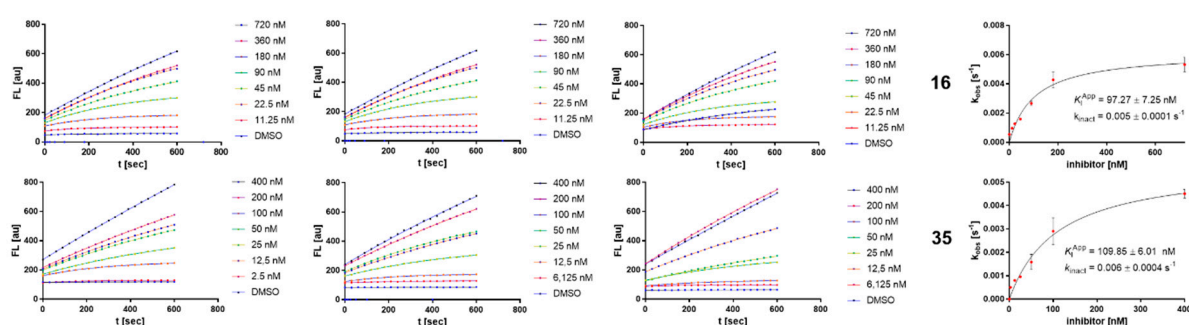 800
600
400
200
0
FL [au]
0 200 400 600 800
t [sec]
720 nM
360 nM
180 nM
90 nM
45 nM
22.5 nM
11.25 nM
DMSO
800
600
400
200
0
FL [au]
0 200 400 600 800
t [sec]
720 nM
360 nM
180 nM
90 nM
45 nM
22.5 nM
11.25 nM
DMSO
800
600
400
200
0
FL [au]
0 200 400 600 800
t [sec]
720 nM
360 nM
180 nM
90 nM
45 nM
22.5 nM
11.25 nM
DMSO
16
0.008
0.006
0.004
0.002
0.000
kobs [s-1]
KIApp = 97.27 ± 7.25 nM
kinact = 0.005 ± 0.0001 s-1
0 200 400 600
inhibitor [nM]
800
600
400
200
0
FL [au]
0 200 400 600 800
t [sec]
400 nM
200 nM
100 nM
50 nM
25 nM
12.5 nM
2.5 nM
DMSO
800
600
400
200
0
FL [au]
0 200 400 600 800
t [sec]
400 nM
200 nM
100 nM
50 nM
25 nM
12.5 nM
6,125 nM
DMSO
800
600
400
200
0
FL [au]
0 200 400 600 800
t [sec]
400 nM
200 nM
100 nM
50 nM
25 nM
12,5 nM
6,125 nM
DMSO
35
0.005
0.004
0.003
0.002
0.001
0.000
kobs [s-1]
KIApp = 109.85 ± 6.01 nM
kinact = 0.006 ± 0.0004 s-1
0 100 200 300 400
inhibitor [nM]